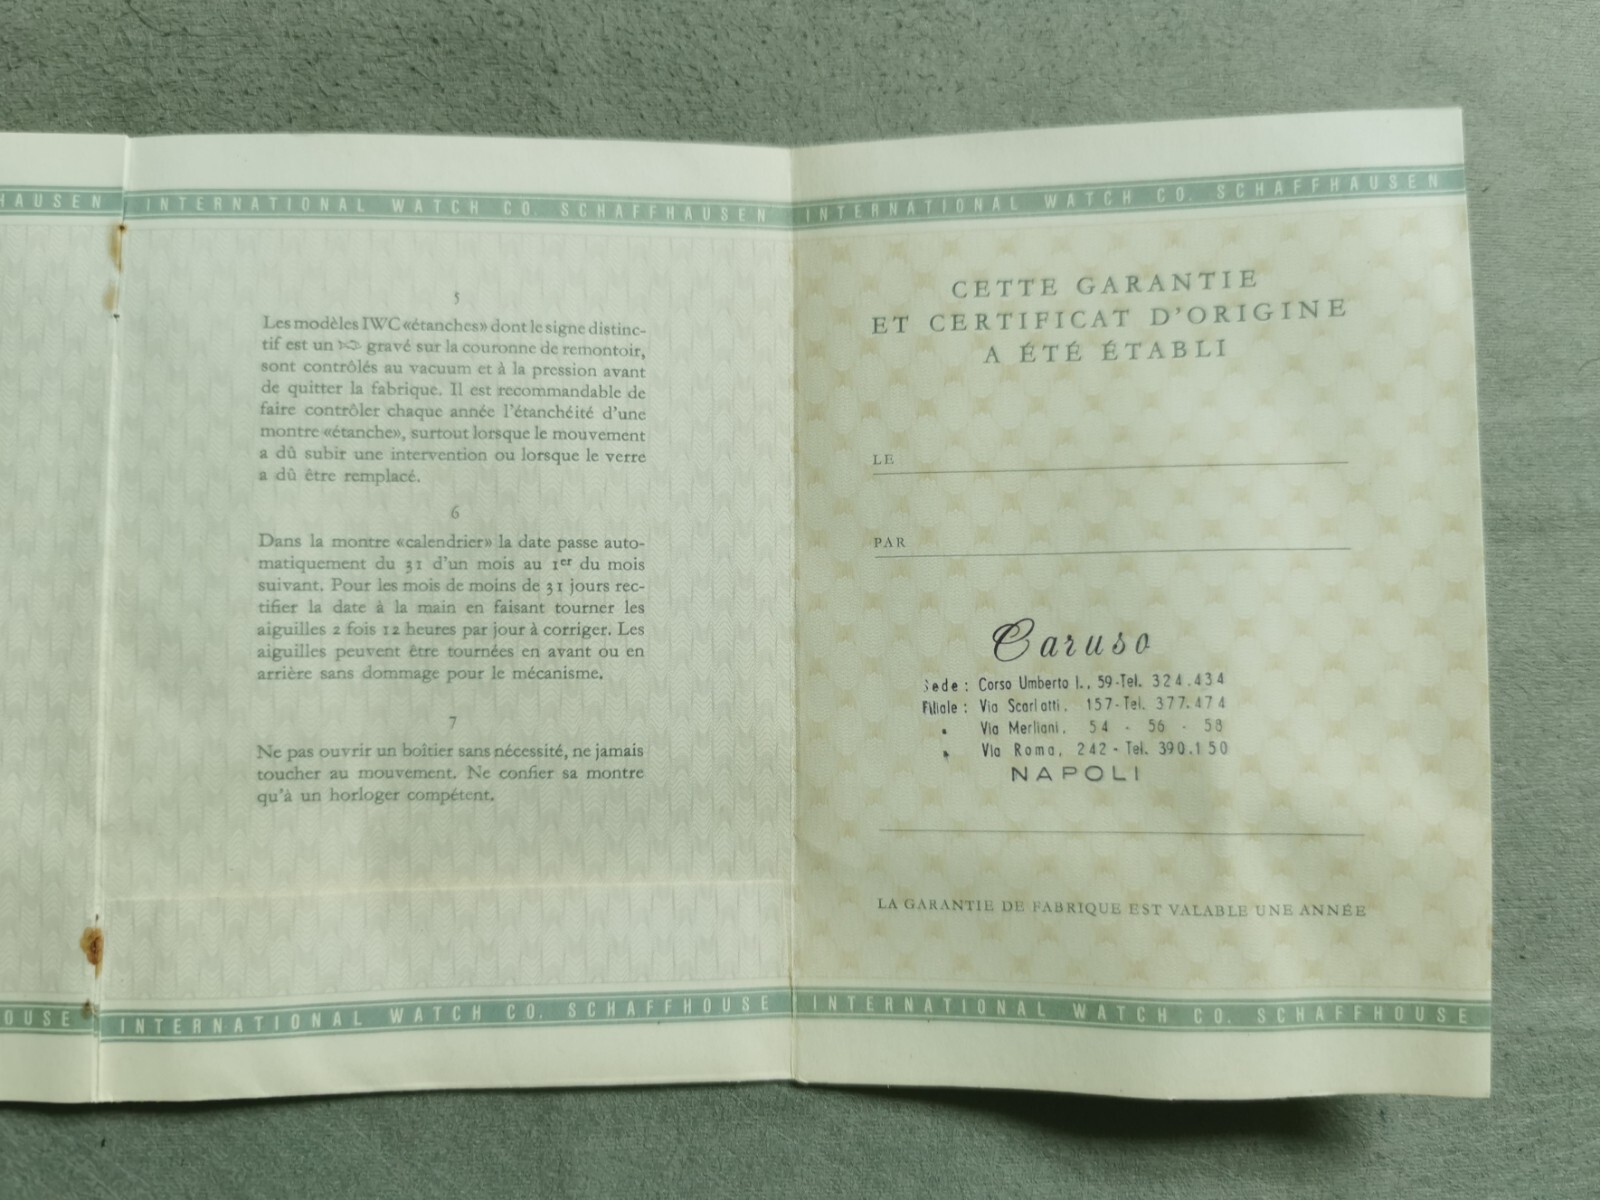 HAUSEN
INTERNATIONAL WATCH CO. SCHAFFHAUSEN
5
Les modèles IWC «étanches» dont le signe distinc-
tif est un gravé sur la couronne de remontoir,
sont contrôlés au vacuum et à la pression avant
de quitter la fabrique. Il est recommandable de
faire contrôler chaque année l'étanchéité d'une
montre «étanche», surtout lorsque le mouvement
a dû subir une intervention ou lorsque le verre
a dû être remplacé.
6
Dans la montre «calendrier» la date passe auto-
matiquement du 31 d'un mois au 1er du mois
suivant. Pour les mois de moins de 31 jours rec-
tifier la date à la main en faisant tourner les
aiguilles 2 fois 12 heures par jour à corriger. Les
aiguilles peuvent être tournées en avant ou en
arrière sans dommage pour le mécanisme.
7
Ne pas ouvrir un boîtier sans nécessité, ne jamais
toucher au mouvement. Ne confier sa montre
qu'à un horloger compétent.
OUSE
INTERNATIONAL WATCH CO. SCHAFFHOUSE
INTERNATIONAL WATCH CO. SCHAFFHAUSEN
CETTE GARANTIE
ET CERTIFICAT D'ORIGINE
A ÉTÉ ÉTABLI
LE
PAR
Caruso
Sede : Corso Umberto I., 59-Tel. 324.434
Filiale : Via Scarlatti. 157-Tel. 377.474
" Via Merliani. 54 - 56 - 58
" Via Roma, 242 - Tel. 390.150
NAPOLI
LA GARANTIE DE FABRIQUE EST VALABLE UNE ANNÉE
INTERNATIONAL WATCH CO. SCHAFFHOUSE